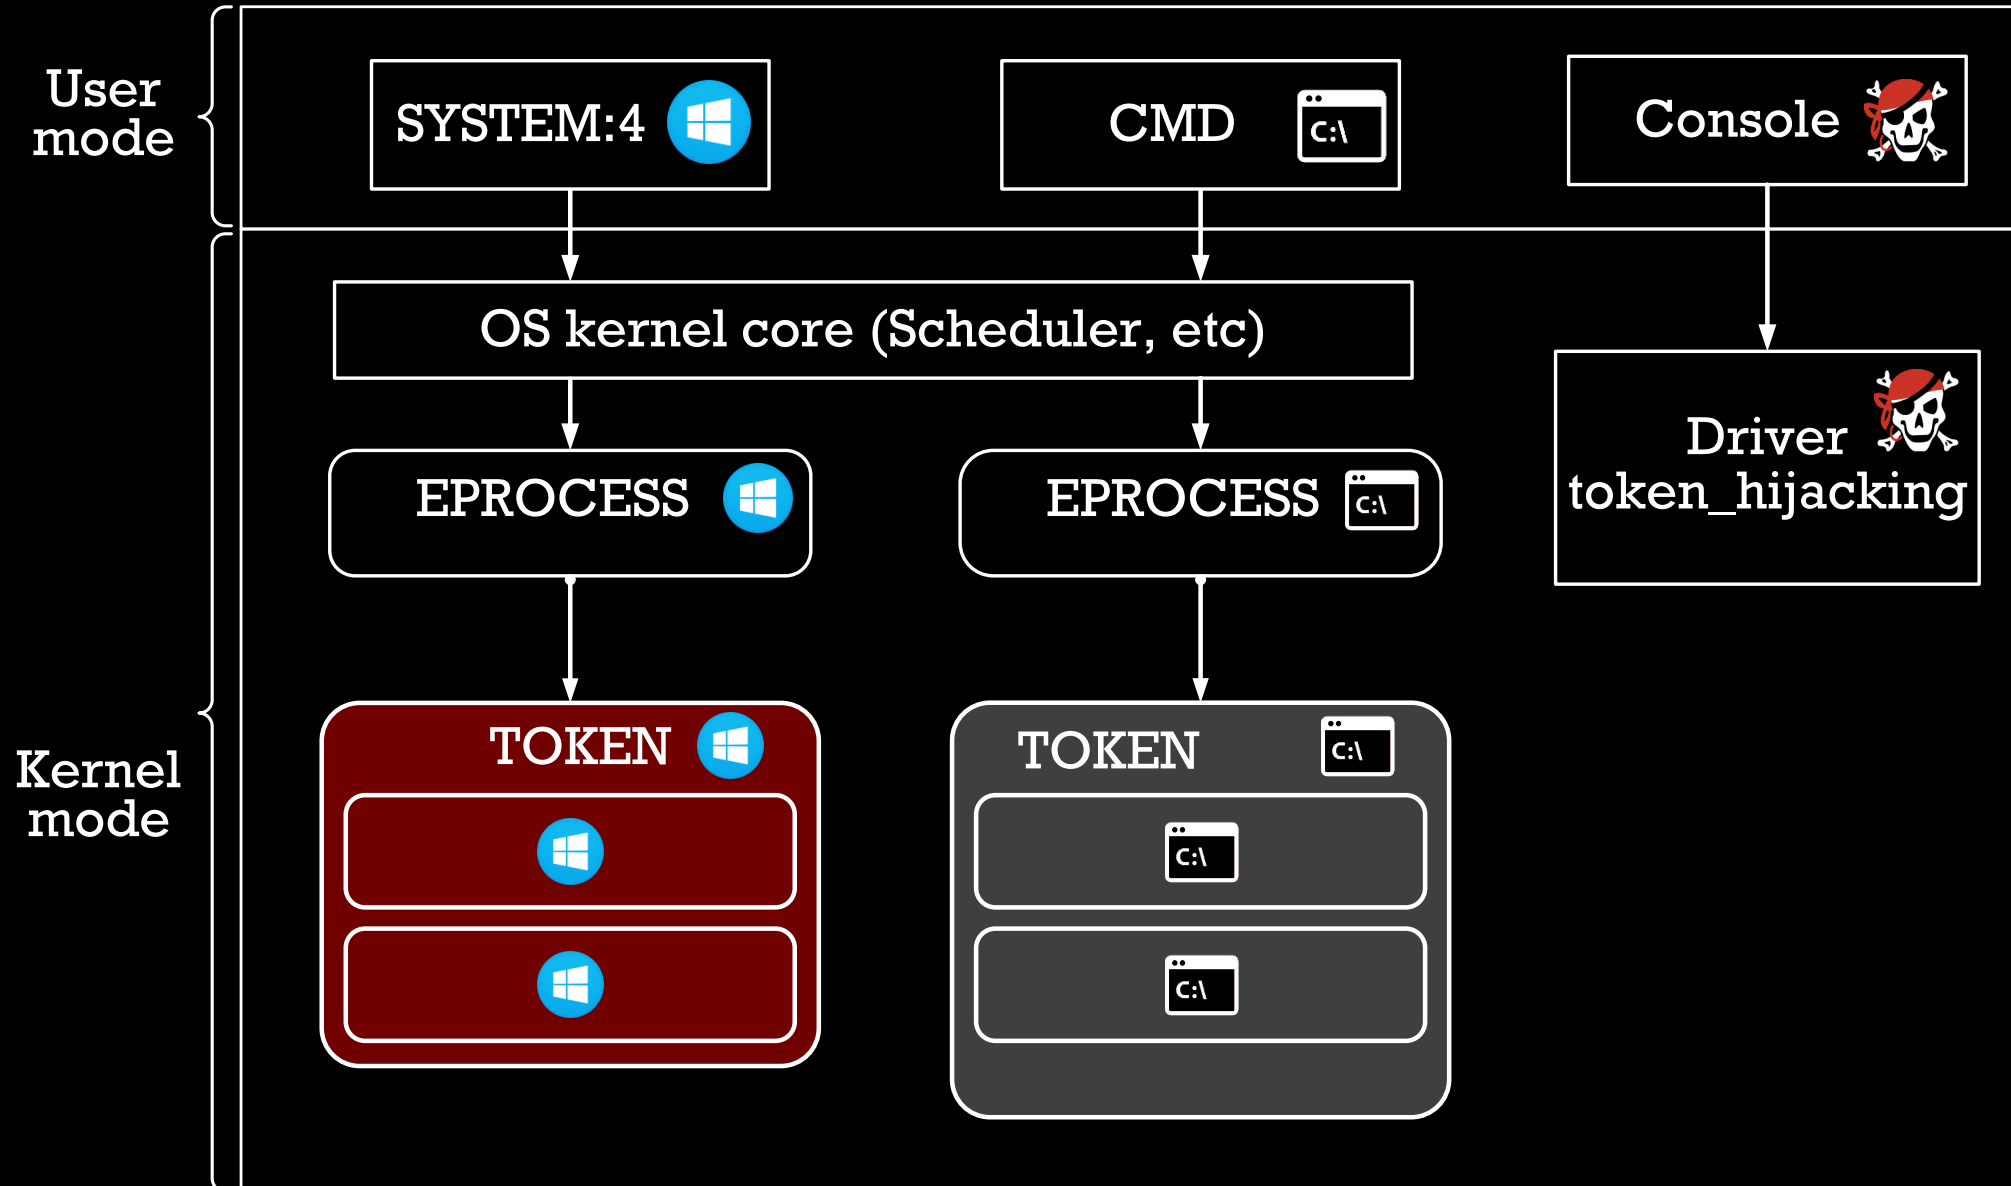 User
mode
SYSTEM:4
CMD
C:\
Console
OS kernel core (Scheduler, etc)
EPROCESS
EPROCESS
C:\
Driver
token_hijacking
Kernel
mode
TOKEN
TOKEN
C:\
C:\
C:\